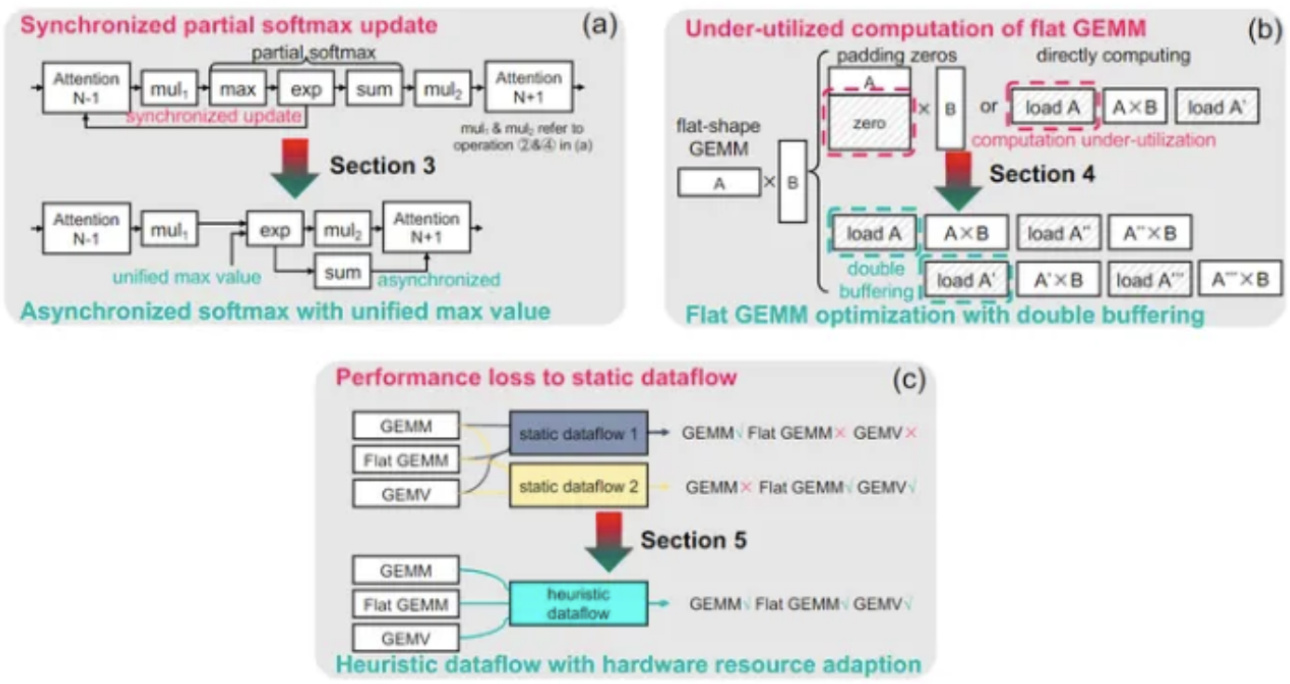 Synchronized partial softmax update (a)
partial softmax
Attention N-1
mul₁
max
exp
sum
mul₂
Attention N+1
synchronized update
mul₁ & mul₂ refer to
operation ②&④ in (a)
Section 3
Attention N-1
mul₁
exp
mul₂
Attention N+1
unified max value
sum
asynchronized
Asynchronized softmax with unified max value
Under-utilized computation of flat GEMM (b)
padding zeros
directly computing
flat-shape
GEMM
A × B
A
zero
× B
or
load A
A×B
load A'
computation under-utilization
Section 4
load A
A×B
load A''
A''×B
double
buffering
load A'
A'×B
load A'''
A'''×B
Flat GEMM optimization with double buffering
Performance loss to static dataflow (c)
GEMM
Flat GEMM
GEMV
static dataflow 1
GEMM√ Flat GEMM× GEMV×
static dataflow 2
GEMM× Flat GEMM√ GEMV√
Section 5
GEMM
Flat GEMM
GEMV
heuristic
dataflow
GEMM√ Flat GEMM√ GEMV√
Heuristic dataflow with hardware resource adaption